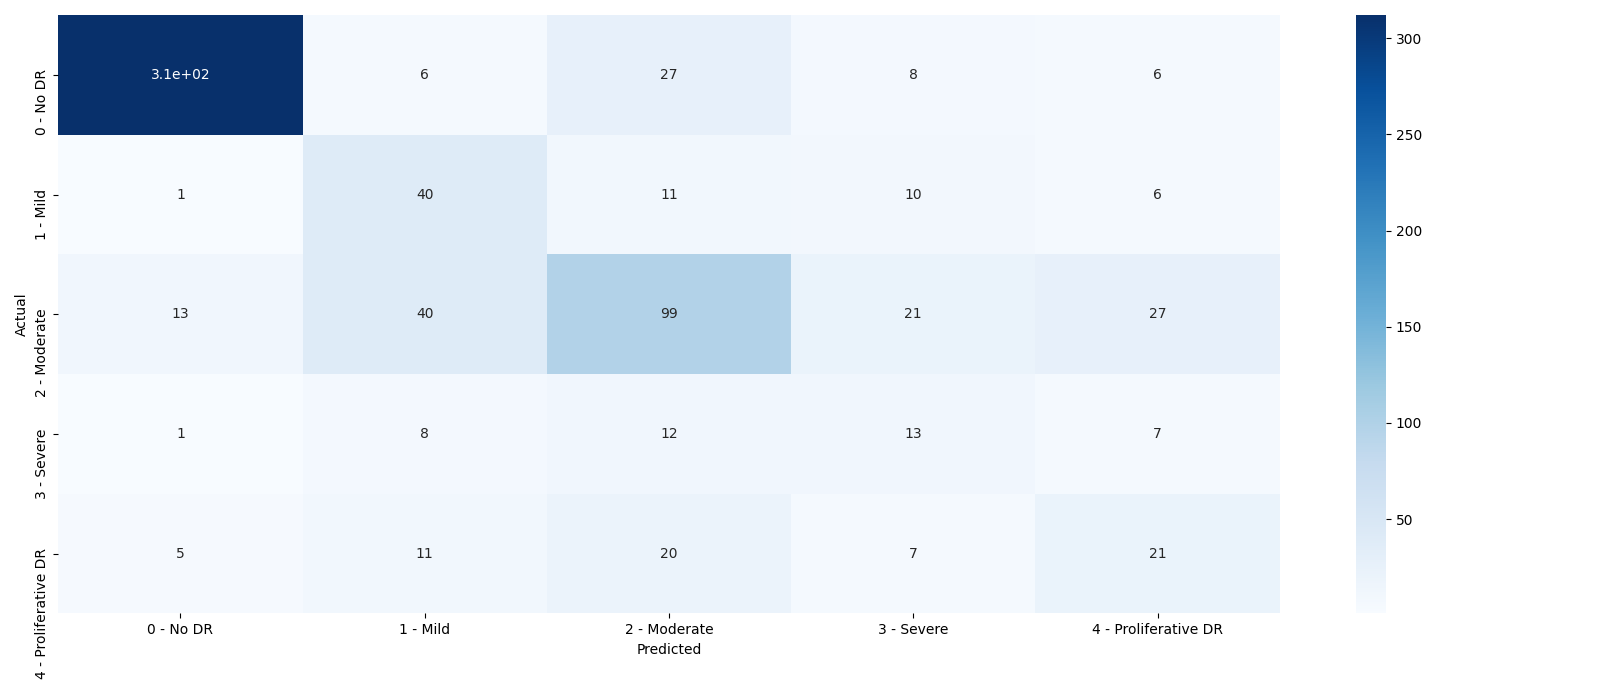 3.1e+02 6 27 8 6
1 40 11 10 6
13 40 99 21 27
1 8 12 13 7
5 11 20 7 21
0 - No DR
1 - Mild
2 - Moderate
3 - Severe
4 - Proliferative DR
Actual
0 - No DR 1 - Mild 2 - Moderate 3 - Severe 4 - Proliferative DR
Predicted
300
250
200
150
100
50